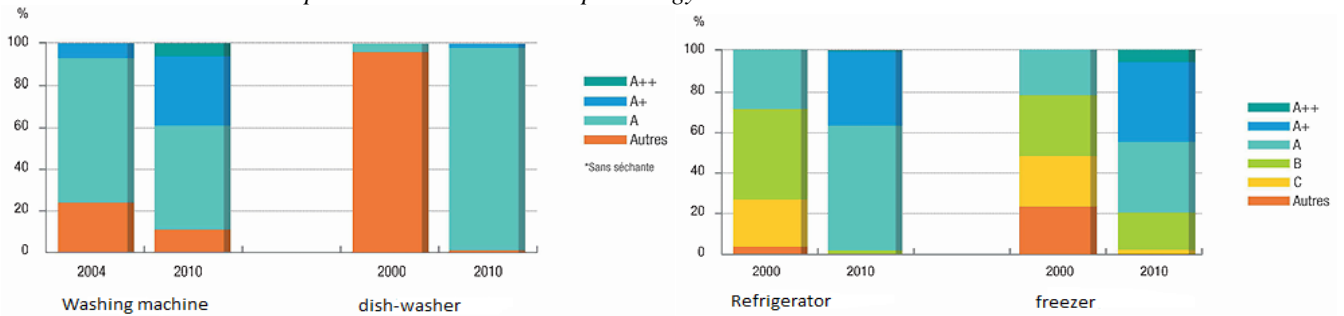 %
100
80
60
40
20
0
2004
2010
2000
2010
Washing machine
dish-washer
A++
A+
A
Autres
*Sans séchante
%
100
80
60
40
20
0
2000
2010
2000
2010
Refrigerator
freezer
A++
A+
A
B
C
Autres